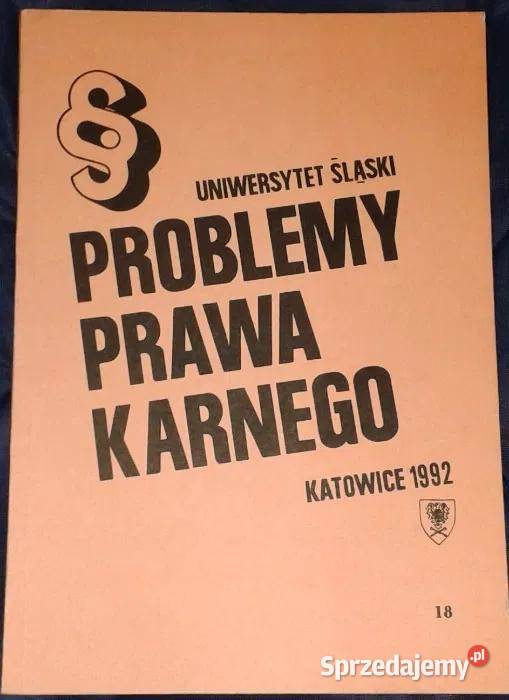 §
UNIWERSYTET ŚLĄSKI
PROBLEMY
PRAWA
KARNEGO
KATOWICE 1992
18
Sprzedajemy.pl